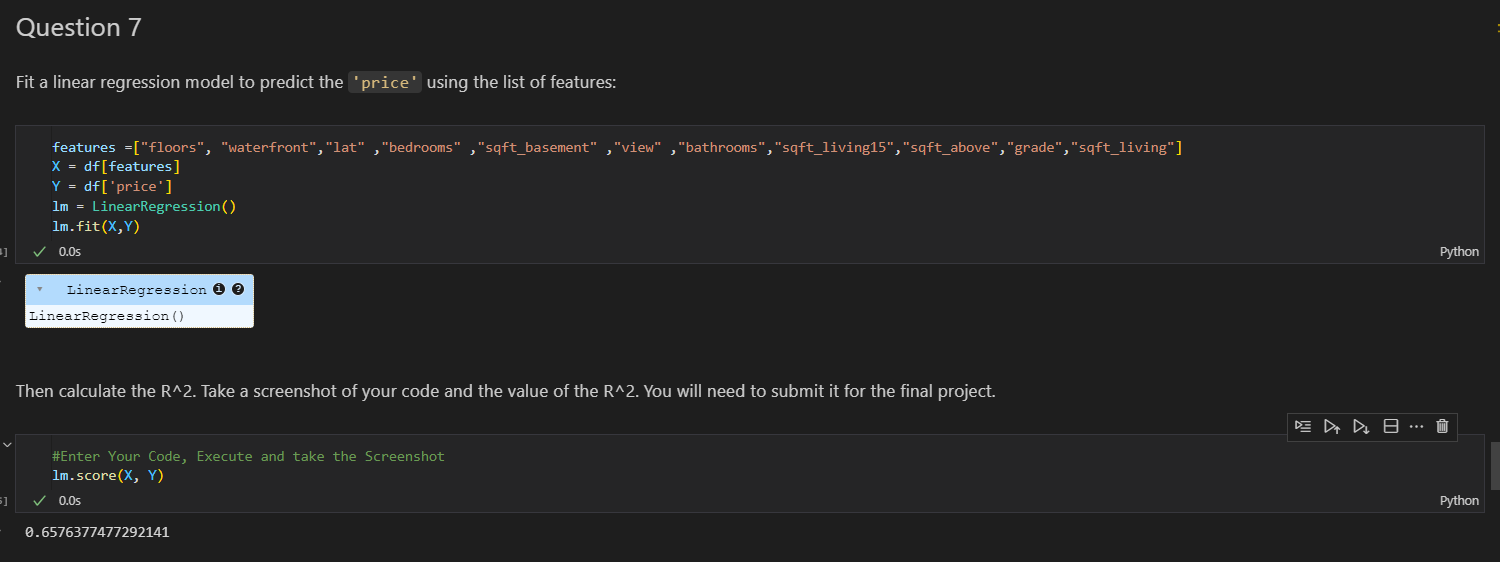 Question 7
Fit a linear regression model to predict the 'price' using the list of features:
features =["floors", "waterfront","lat" ,"bedrooms" ,"sqft_basement" ,"view" ,"bathrooms","sqft_living15","sqft_above","grade","sqft_living"]
X = df[features]
Y = df['price']
lm = LinearRegression()
lm.fit(X,Y)
0.0s
Python
LinearRegression
LinearRegression()
Then calculate the R^2. Take a screenshot of your code and the value of the R^2. You will need to submit it for the final project.
#Enter Your Code, Execute and take the Screenshot
lm.score(X, Y)
0.0s
Python
0.6576377477292141